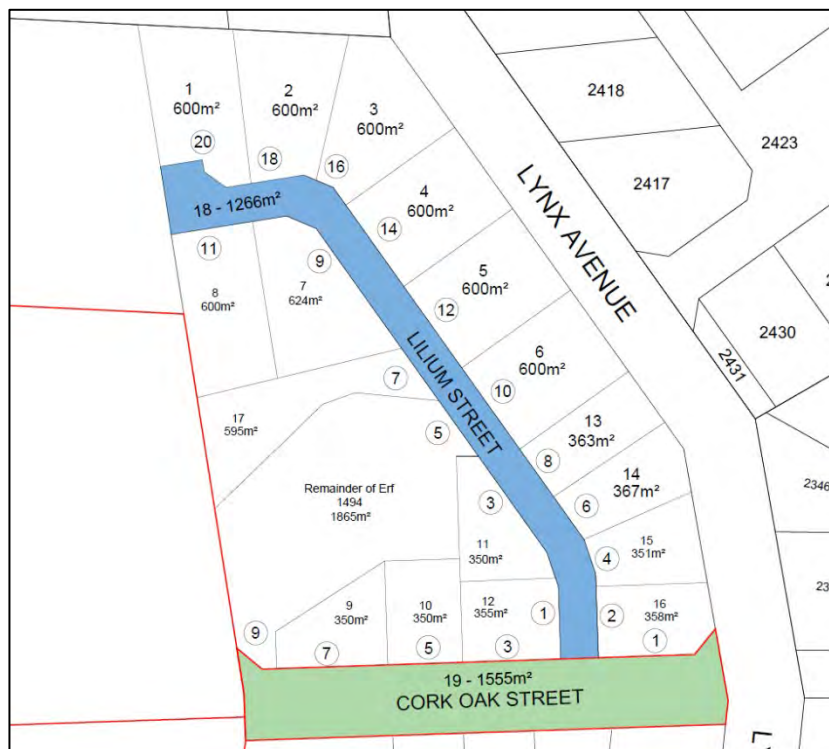 1
600m²
20
2
600m²
18
3
600m²
16
2418
2423
2417
LYNX AVENUE
18 - 1266m²
4
600m²
14
11
9
8
600m²
7
624m²
5
600m²
12
LILIUM STREET
6
600m²
10
2430
2431
7
17
595m²
5
13
363m²
8
Remainder of Erf
1494
1865m²
3
14
367m²
6
2346
11
350m²
15
351m²
4
9
350m²
10
350m²
12
355m²
1
2
16
358m²
1
9
7
5
3
19 - 1555m²
CORK OAK STREET